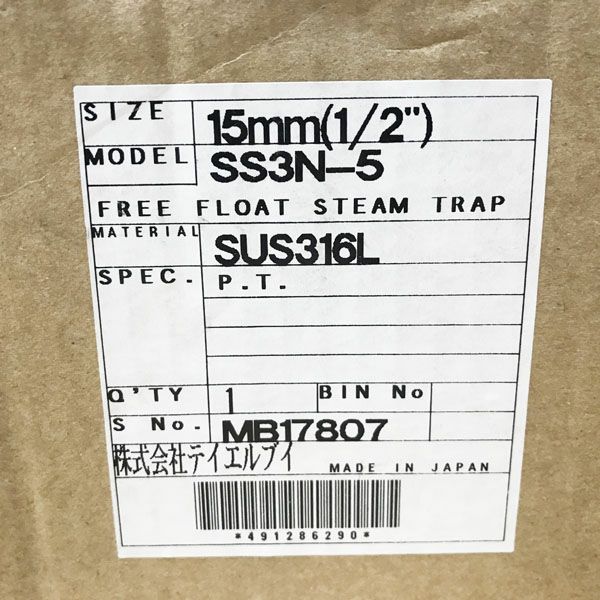 SIZE 15mm(1/2")
MODEL SS3N-5
FREE FLOAT STEAM TRAP
MATERIAL SUS316L
SPEC. P.T.
Q'TY 1 BIN No
S No. MB17807
株式会社テイエルブイ MADE IN JAPAN
*491286290*